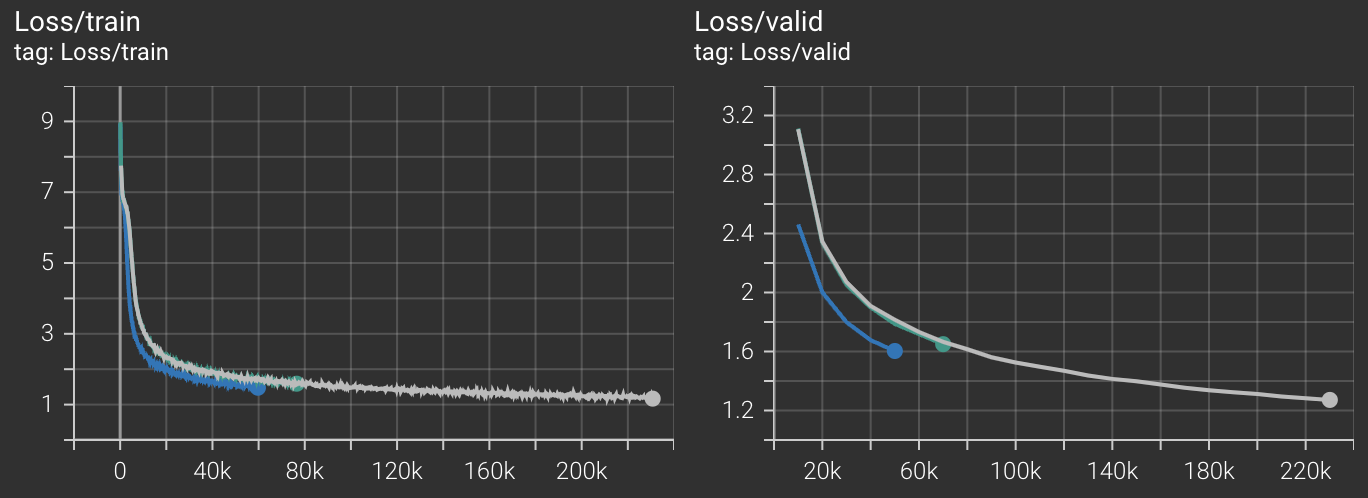 Loss/train
tag: Loss/train
9
7
5
3
1
0 40k 80k 120k 160k 200k
Loss/valid
tag: Loss/valid
3.2
2.8
2.4
2
1.6
1.2
20k 60k 100k 140k 180k 220k